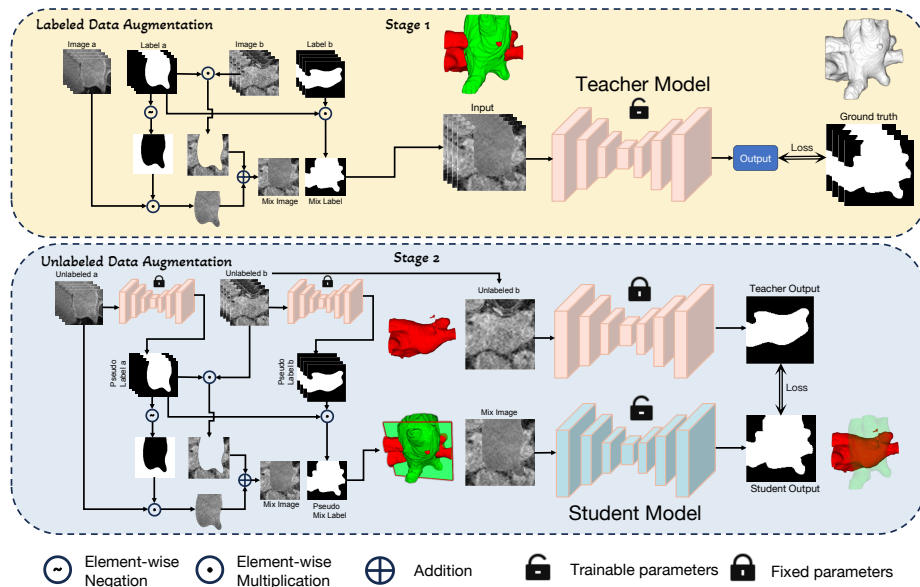 Labeled Data Augmentation
Stage 1
Image a
Label a
Image b
Label b
Mix Image
Mix Label
Input
Teacher Model
Output
Loss
Ground truth
Unlabeled Data Augmentation
Stage 2
Unlabeled a
Unlabeled b
Pseudo
Label a
Pseudo
Label b
Mix Image
Pseudo
Mix Label
Unlabeled b
Teacher Output
Loss
Mix Image
Student Output
Student Model
Element-wise
Negation
Element-wise
Multiplication
Addition
Trainable parameters
Fixed parameters